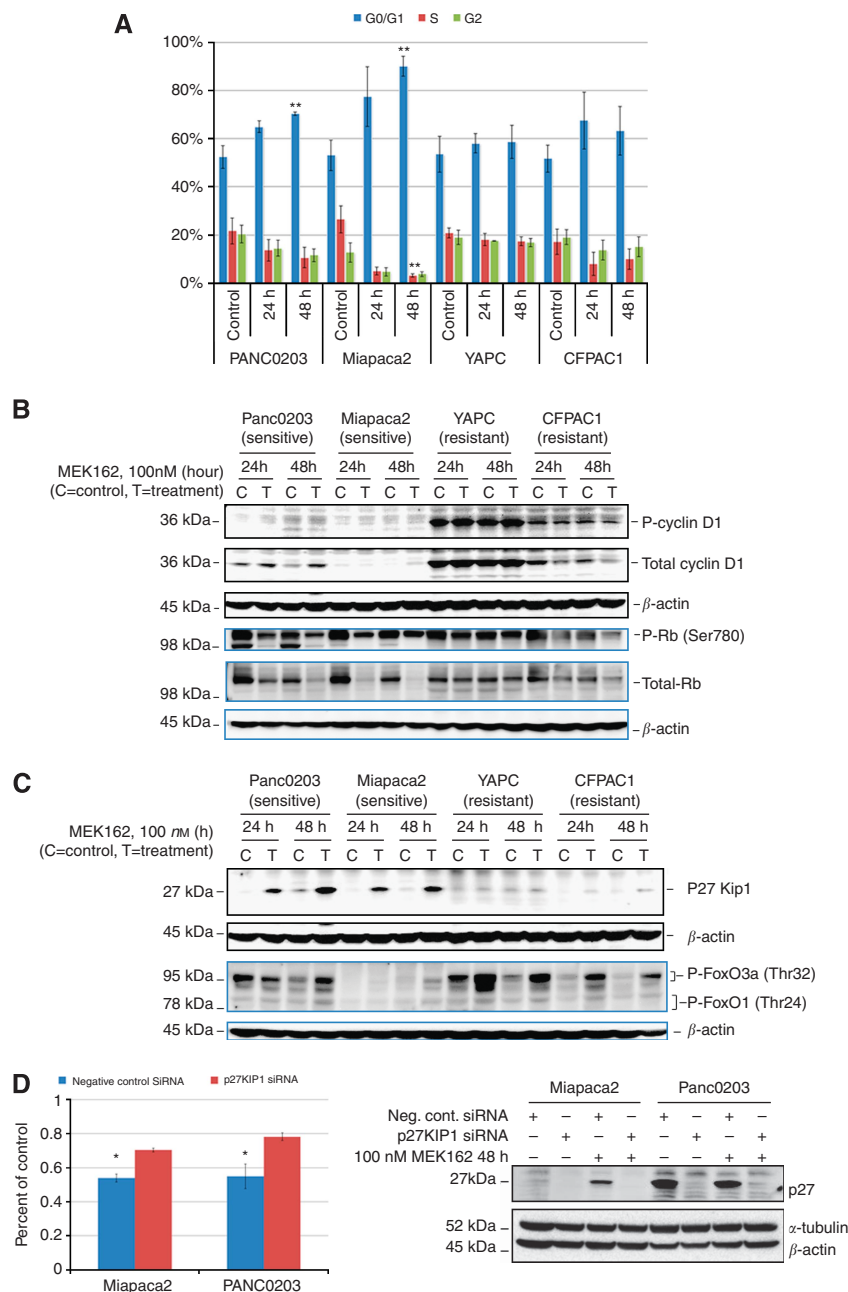 A
G0/G1 S G2
100%
80%
60%
40%
20%
0%
** ** **
Control 24 h 48 h Control 24 h 48 h Control 24 h 48 h Control 24 h 48 h
PANC0203 Miapaca2 YAPC CFPAC1
B
Panc0203 Miapaca2 YAPC CFPAC1
(sensitive) (sensitive) (resistant) (resistant)
MEK162, 100nM (hour) 24h 48h 24h 48h 24h 48h 24h 48h
(C=control, T=treatment) C T C T C T C T C T C T C T C T
36 kDa – – P-cyclin D1
36 kDa – – Total cyclin D1
45 kDa – – β-actin
98 kDa – – P-Rb (Ser780)
98 kDa – – Total-Rb
45 kDa – – β-actin
C
Panc0203 Miapaca2 YAPC CFPAC1
(sensitive) (sensitive) (resistant) (resistant)
MEK162, 100 nM (h) 24 h 48 h 24 h 48 h 24 h 48 h 24h 48 h
(C=control, T=treatment) C T C T C T C T C T C T C T C T
27 kDa – – P27 Kip1
45 kDa – – β-actin
95 kDa – – P-FoxO3a (Thr32)
78 kDa – – P-FoxO1 (Thr24)
45 kDa – – β-actin
D
Negative control SiRNA p27KIP1 siRNA
Percent of control
1
0.8
0.6
0.4
0.2
0
* *
Miapaca2 PANC0203
Miapaca2 Panc0203
Neg. cont. siRNA + – + – + – + –
p27KIP1 siRNA – + – + – + – +
100 nM MEK162 48 h – – + + – – + +
27kDa – p27
52 kDa – α-tubulin
45 kDa – β-actin